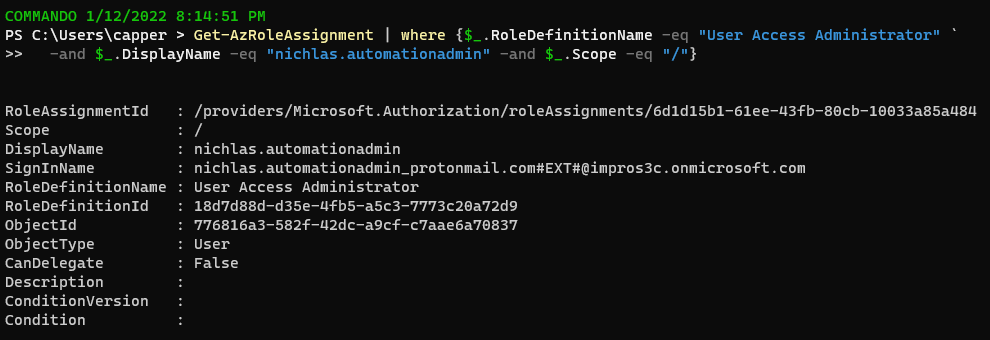 COMMANDO 1/12/2022 8:14:51 PM
PS C:\Users\capper > Get-AzRoleAssignment | where {$_.RoleDefinitionName -eq "User Access Administrator" `
>>   -and $_.DisplayName -eq "nichlas.automationadmin" -and $_.Scope -eq "/"}
RoleAssignmentId   : /providers/Microsoft.Authorization/roleAssignments/6d1d15b1-61ee-43fb-80cb-10033a85a484
Scope              : /
DisplayName        : nichlas.automationadmin
SignInName         : nichlas.automationadmin_protonmail.com#EXT#@impros3c.onmicrosoft.com
RoleDefinitionName : User Access Administrator
RoleDefinitionId   : 18d7d88d-d35e-4fb5-a5c3-7773c20a72d9
ObjectId           : 776816a3-582f-42dc-a9cf-c7aae6a70837
ObjectType         : User
CanDelegate        : False
Description        :
ConditionVersion   :
Condition          :